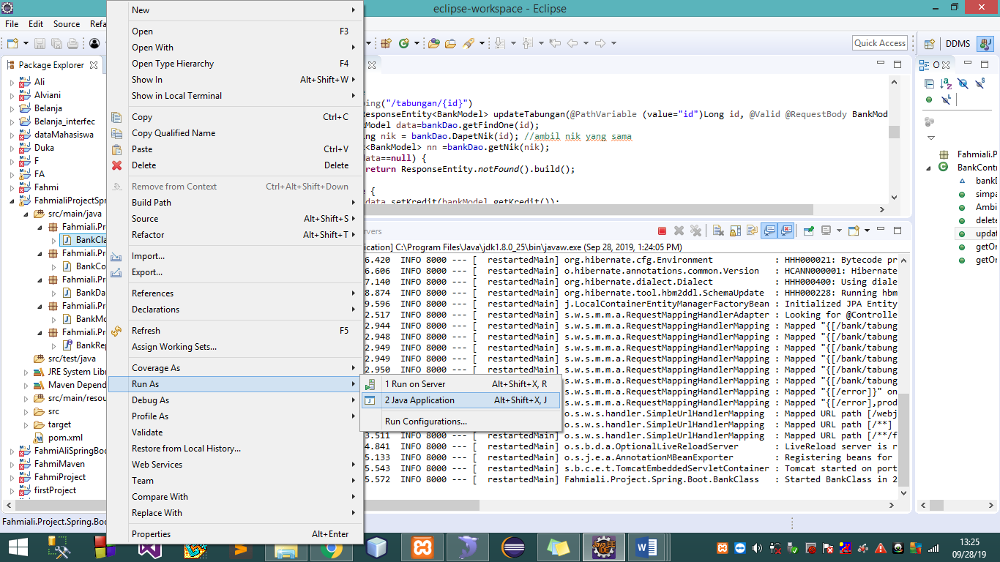 eclipse-workspace - Eclipse
File Edit Source Refa
Quick Access
DDMS
Package Explorer
Ali
Alviani
Belanja
Belanja_interfec
dataMahasiswa
Duka
F
FA
Fahmi
FahmialiProjectSpr
src/main/java
Fahmiali.Pro
BankCla
Fahmiali.Pro
BankCo
Fahmiali.Pro
BankDa
Fahmiali.Pro
BankMo
Fahmiali.Pro
BankRep
src/test/java
JRE System Libr
Maven Depend
src/main/resou
src
target
pom.xml
FahmiAliSpringBoo
FahmiMaven
FahmiProject
firstProject
Fahmiali.Project.Spring.Boo
New
Open F3
Open With
Open Type Hierarchy F4
Show In Alt+Shift+W
Show in Local Terminal
Copy Ctrl+C
Copy Qualified Name
Paste Ctrl+V
Delete Delete
Remove from Context Ctrl+Alt+Shift+Down
Build Path
Source Alt+Shift+S
Refactor Alt+Shift+T
Import...
Export...
References
Declarations
Refresh F5
Assign Working Sets...
Coverage As
Run As
Debug As
Profile As
Validate
Restore from Local History...
Web Services
Team
Compare With
Replace With
Properties Alt+Enter
1 Run on Server Alt+Shift+X, R
2 Java Application Alt+Shift+X, J
Run Configurations...
ing("/tabungan/{id}")
ResponseEntity<BankModel> updateTabungan(@PathVariable (value="id")Long id, @Valid @RequestBody BankMod
kModel data=bankDao.getFindOne(id);
ng nik = bankDao.DapetNik(id); //ambil nik yang sama
<BankModel> nn =bankDao.getNik(nik);
data==null) {
return ResponseEntity.notFound().build();
e {
data.setKredit(bankModel.getKredit());
ervers
ication] C:\Program Files\Java\jdk1.8.0_25\bin\javaw.exe (Sep 28, 2019, 1:24:05 PM)
6.420 INFO 8000 --- [ restartedMain] org.hibernate.cfg.Environment : HHH000021: Bytecode pr
6.606 INFO 8000 --- [ restartedMain] o.hibernate.annotations.common.Version : HCANN000001: Hibernate
7.140 INFO 8000 --- [ restartedMain] org.hibernate.dialect.Dialect : HHH000400: Using diale
8.874 INFO 8000 --- [ restartedMain] org.hibernate.tool.hbm2ddl.SchemaUpdate : HHH000228: Running hbm
9.596 INFO 8000 --- [ restartedMain] j.LocalContainerEntityManagerFactoryBean : Initialized JPA Entity
2.517 INFO 8000 --- [ restartedMain] s.w.s.m.m.a.RequestMappingHandlerAdapter : Looking for @Controlle
2.944 INFO 8000 --- [ restartedMain] s.w.s.m.m.a.RequestMappingHandlerMapping : Mapped "{[/bank/tabung
2.948 INFO 8000 --- [ restartedMain] s.w.s.m.m.a.RequestMappingHandlerMapping : Mapped "{[/bank/tabung
2.949 INFO 8000 --- [ restartedMain] s.w.s.m.m.a.RequestMappingHandlerMapping : Mapped "{[/bank/tabung
2.949 INFO 8000 --- [ restartedMain] s.w.s.m.m.a.RequestMappingHandlerMapping : Mapped "{[/bank/tabung
2.950 INFO 8000 --- [ restartedMain] s.w.s.m.m.a.RequestMappingHandlerMapping : Mapped "{[/bank/tabung
s.w.s.m.m.a.RequestMappingHandlerMapping : Mapped "{[/bank/tabung
s.w.s.m.m.a.RequestMappingHandlerMapping : Mapped "{[/error]}" on
s.w.s.m.m.a.RequestMappingHandlerMapping : Mapped "{[/error],prod
o.s.w.s.handler.SimpleUrlHandlerMapping : Mapped URL path [/webj
o.s.w.s.handler.SimpleUrlHandlerMapping : Mapped URL path [/**]
3.511 INFO 8000 --- [ restartedMain] o.s.w.s.handler.SimpleUrlHandlerMapping : Mapped URL path [/**/f
4.841 INFO 8000 --- [ restartedMain] o.s.b.d.a.OptionalLiveReloadServer : LiveReload server is r
5.133 INFO 8000 --- [ restartedMain] o.s.j.e.a.AnnotationMBeanExporter : Registering beans for
5.543 INFO 8000 --- [ restartedMain] s.b.c.e.t.TomcatEmbeddedServletContainer : Tomcat started on port
5.572 INFO 8000 --- [ restartedMain] Fahmiali.Project.Spring.Boot.BankClass : Started BankClass in 2
O
Fahmiali.P
BankContr
bankD
simpa
Ambi
delete
updat
getOn
getOn
Java EE
IDE
13:25
09/28/19